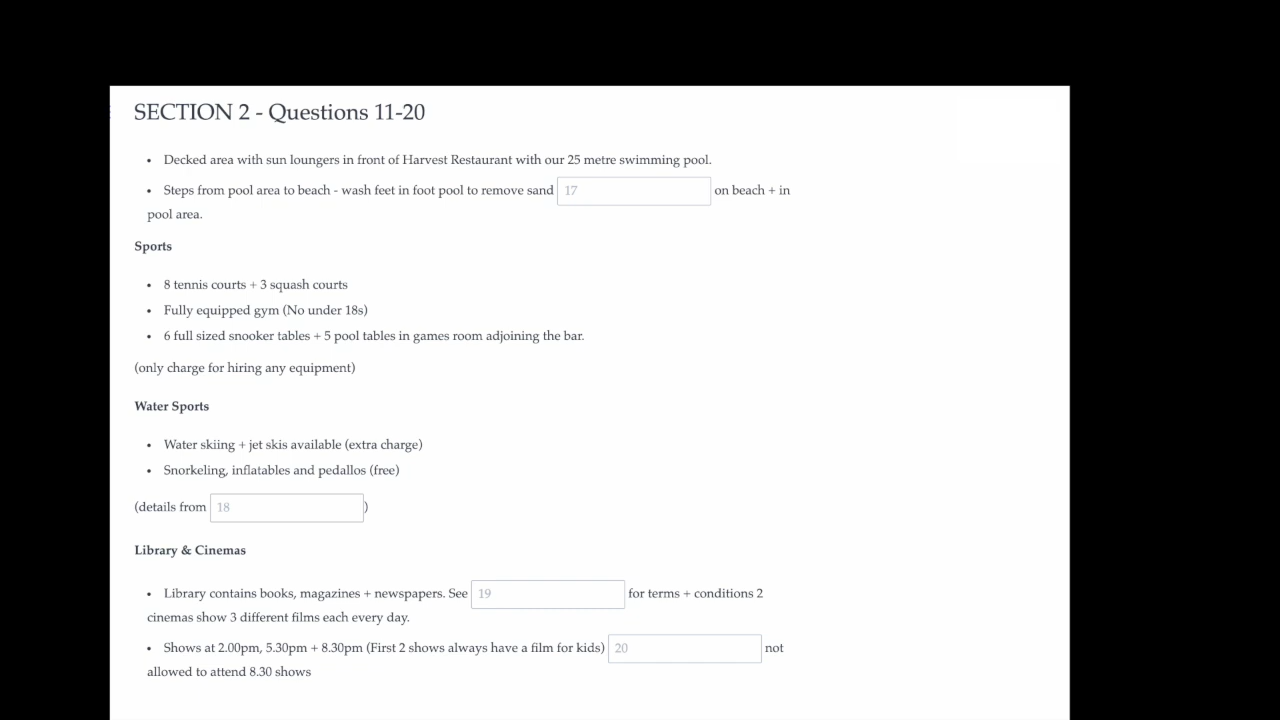 SECTION 2 - Questions 11-20
• Decked area with sun loungers in front of Harvest Restaurant with our 25 metre swimming pool.
• Steps from pool area to beach - wash feet in foot pool to remove sand 17 on beach + in
pool area.
Sports
• 8 tennis courts + 3 squash courts
• Fully equipped gym (No under 18s)
• 6 full sized snooker tables + 5 pool tables in games room adjoining the bar.
(only charge for hiring any equipment)
Water Sports
• Water skiing + jet skis available (extra charge)
• Snorkeling, inflatables and pedallos (free)
(details from 18 )
Library & Cinemas
• Library contains books, magazines + newspapers. See 19 for terms + conditions 2
cinemas show 3 different films each every day.
• Shows at 2.00pm, 5.30pm + 8.30pm (First 2 shows always have a film for kids) 20 not
allowed to attend 8.30 shows